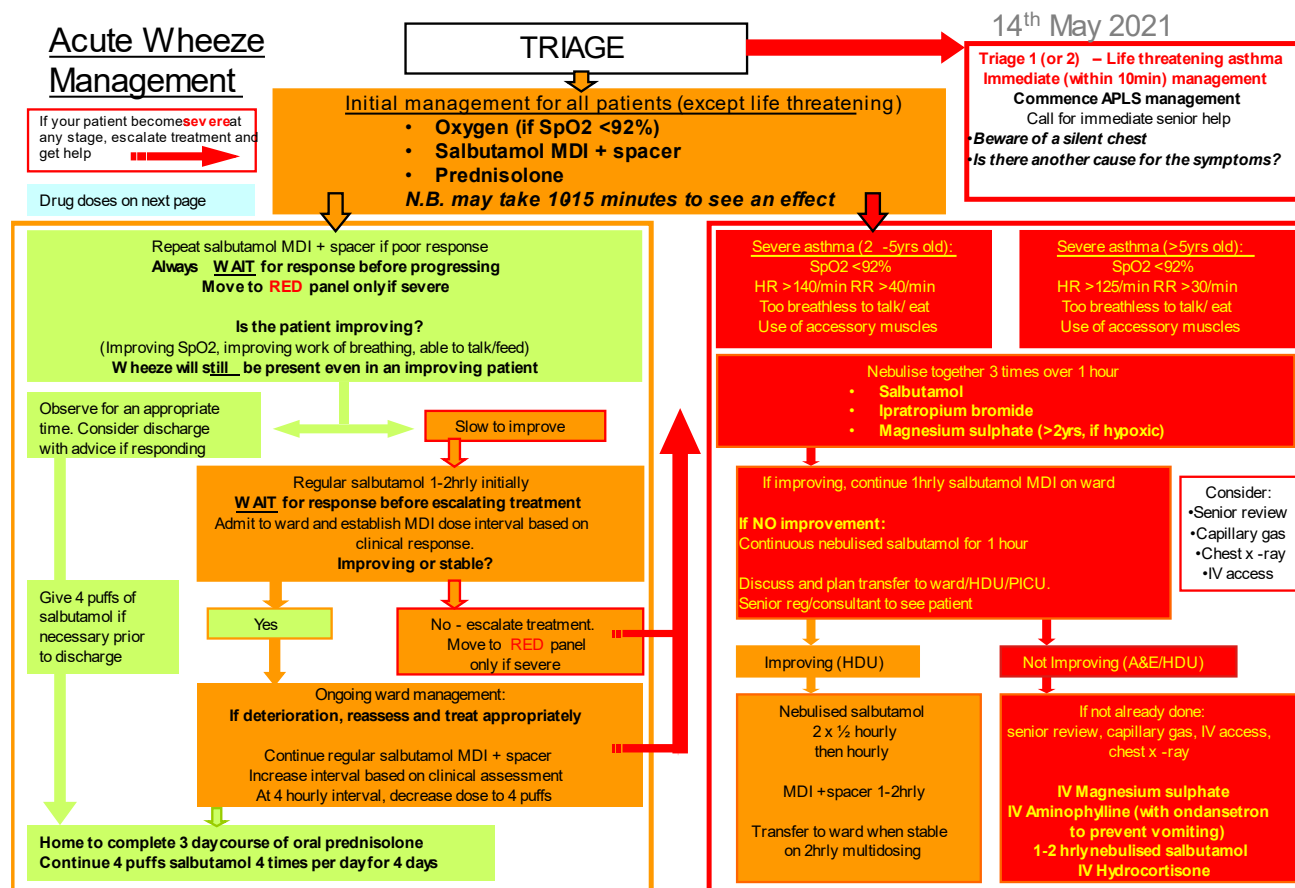 Acute Wheeze
Management
TRIAGE
14th May 2021
If your patient becomesevereat
any stage, escalate treatment and
get help
Drug doses on next page
Initial management for all patients (except life threatening)
• Oxygen (if SpO2 <92%)
• Salbutamol MDI + spacer
• Prednisolone
N.B. may take 1015 minutes to see an effect
Triage 1 (or 2) – Life threatening asthma
Immediate (within 10min) management
Commence APLS management
Call for immediate senior help
•Beware of a silent chest
•Is there another cause for the symptoms?
Repeat salbutamol MDI + spacer if poor response
Always WAIT for response before progressing
Move to RED panel only if severe
Is the patient improving?
(Improving SpO2, improving work of breathing, able to talk/feed)
Wheeze will still be present even in an improving patient
Observe for an appropriate
time. Consider discharge
with advice if responding
Slow to improve
Regular salbutamol 1-2hrly initially
WAIT for response before escalating treatment
Admit to ward and establish MDI dose interval based on
clinical response.
Improving or stable?
Give 4 puffs of
salbutamol if
necessary prior
to discharge
Yes
No - escalate treatment.
Move to RED panel
only if severe
Ongoing ward management:
If deterioration, reassess and treat appropriately
Continue regular salbutamol MDI + spacer
Increase interval based on clinical assessment
At 4 hourly interval, decrease dose to 4 puffs
Home to complete 3 day course of oral prednisolone
Continue 4 puffs salbutamol 4 times per day for 4 days
Severe asthma (2 -5yrs old):
SpO2 <92%
HR >140/min RR >40/min
Too breathless to talk/ eat
Use of accessory muscles
Severe asthma (>5yrs old):
SpO2 <92%
HR >125/min RR >30/min
Too breathless to talk/ eat
Use of accessory muscles
Nebulise together 3 times over 1 hour
• Salbutamol
• Ipratropium bromide
• Magnesium sulphate (>2yrs, if hypoxic)
If improving, continue 1hrly salbutamol MDI on ward
If NO improvement:
Continuous nebulised salbutamol for 1 hour
Discuss and plan transfer to ward/HDU/PICU.
Senior reg/consultant to see patient
Consider:
•Senior review
•Capillary gas
•Chest x -ray
•IV access
Improving (HDU)
Not Improving (A&E/HDU)
Nebulised salbutamol
2 x ½ hourly
then hourly
MDI +spacer 1-2hrly
Transfer to ward when stable
on 2hrly multidosing
If not already done:
senior review, capillary gas, IV access,
chest x -ray
IV Magnesium sulphate
IV Aminophylline (with ondansetron
to prevent vomiting)
1-2 hrly nebulised salbutamol
IV Hydrocortisone